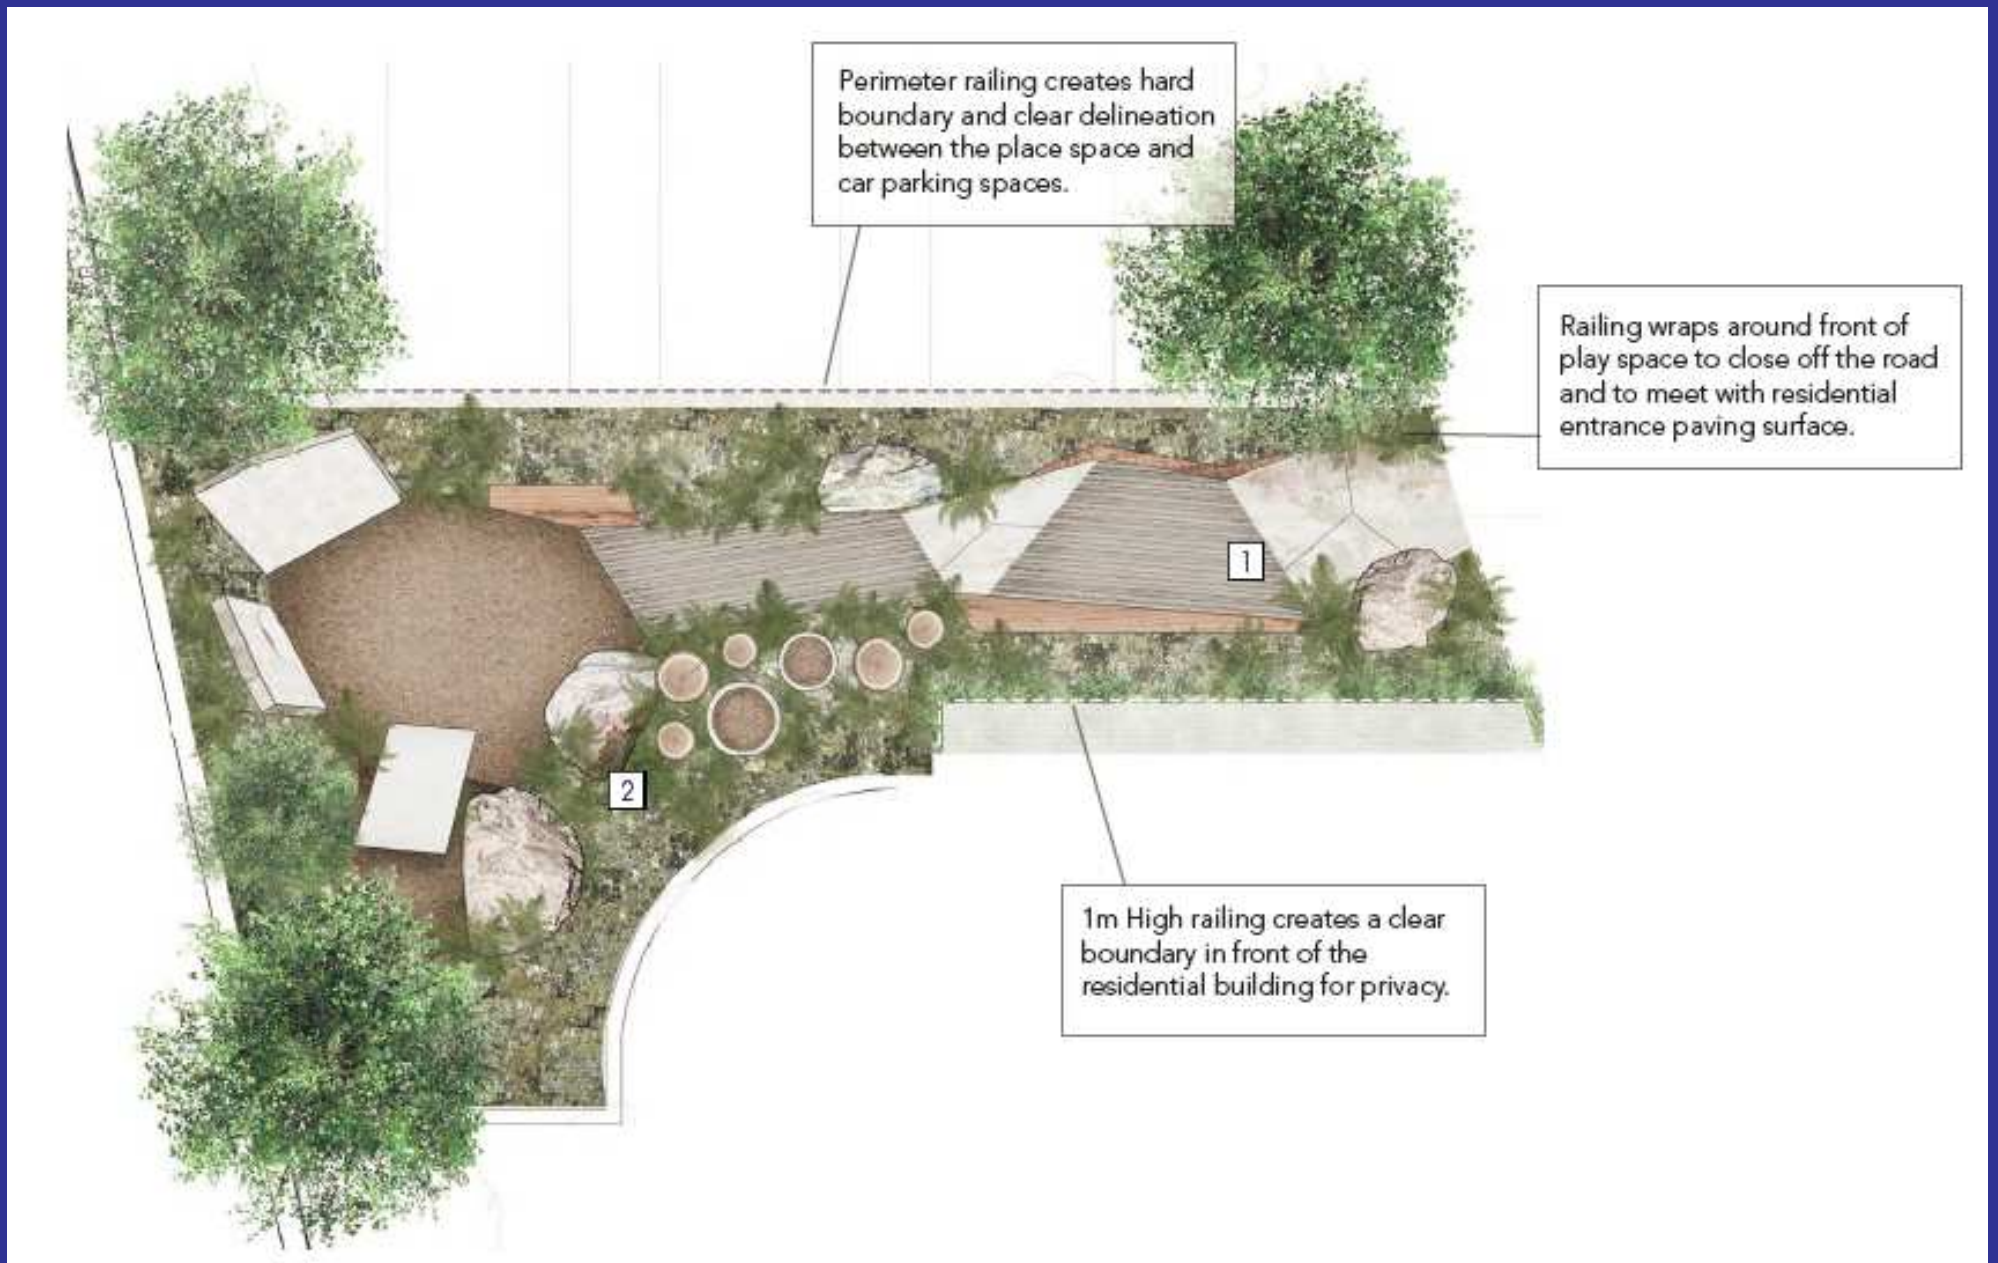 Perimeter railing creates hard
boundary and clear delineation
between the place space and
car parking spaces.
Railing wraps around front of
play space to close off the road
and to meet with residential
entrance paving surface.
1
2
1m High railing creates a clear
boundary in front of the
residential building for privacy.